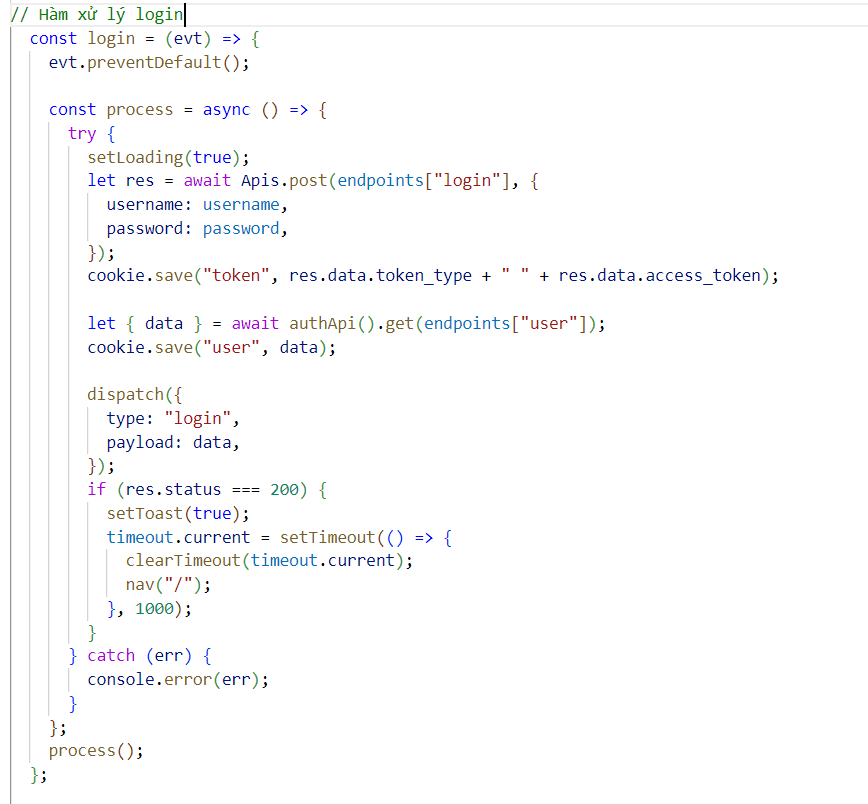 // Hàm xử lý login
const login = (evt) => {
evt.preventDefault();
const process = async () => {
try {
setLoading(true);
let res = await Apis.post(endpoints["login"], {
username: username,
password: password,
});
cookie.save("token", res.data.token_type + " " + res.data.access_token);
let { data } = await authApi().get(endpoints["user"]);
cookie.save("user", data);
dispatch({
type: "login",
payload: data,
});
if (res.status === 200) {
setToast(true);
timeout.current = setTimeout(() => {
clearTimeout(timeout.current);
nav("/");
}, 1000);
}
} catch (err) {
console.error(err);
}
};
process();
};